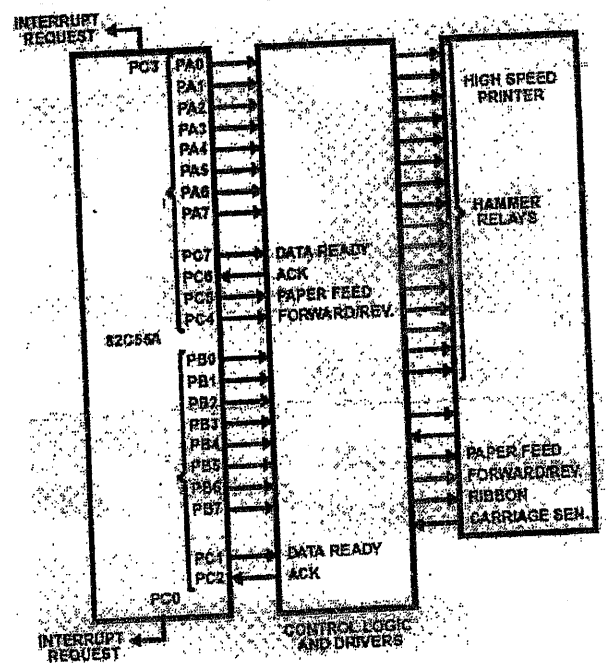 INTERRUPT
REQUEST
PC3
PA0
PA1
PA2
PA3
PA4
PA5
PA6
PA7
PC7
PC6
PC5
PC4
82C55A
PB0
PB1
PB2
PB3
PB4
PB5
PB6
PB7
PC1
PC2
PC0
INTERRUPT
REQUEST
DATA READY
ACK
PAPER FEED
FORWARD/REV.
DATA READY
ACK
CONTROL LOGIC
AND DRIVERS
HIGH SPEED
PRINTER
HAMMER
RELAYS
PAPER FEED
FORWARD/REV.
RIBBON
CARRIAGE SEN.